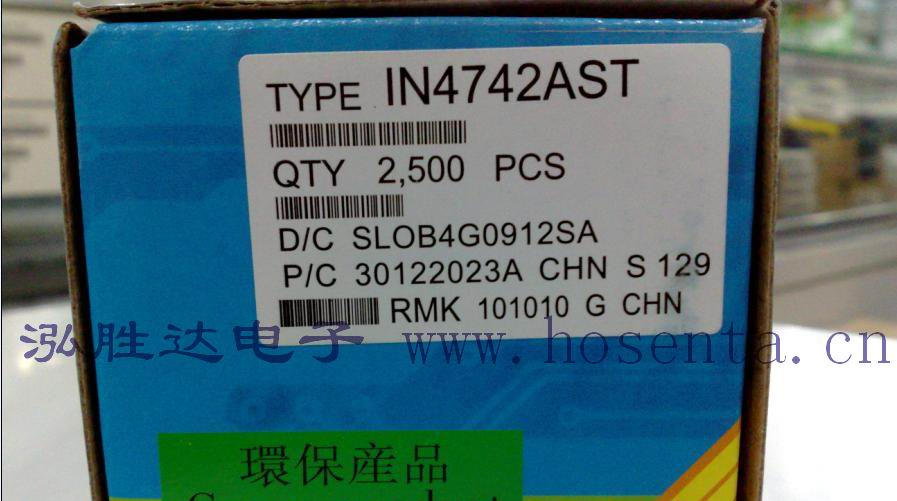 TYPE IN4742AST
QTY 2,500 PCS
D/C SLOB4G0912SA
P/C 30122023A CHN S 129
RMK 101010 G CHN
泓胜达电子 www.hosenta.cn
環保産品